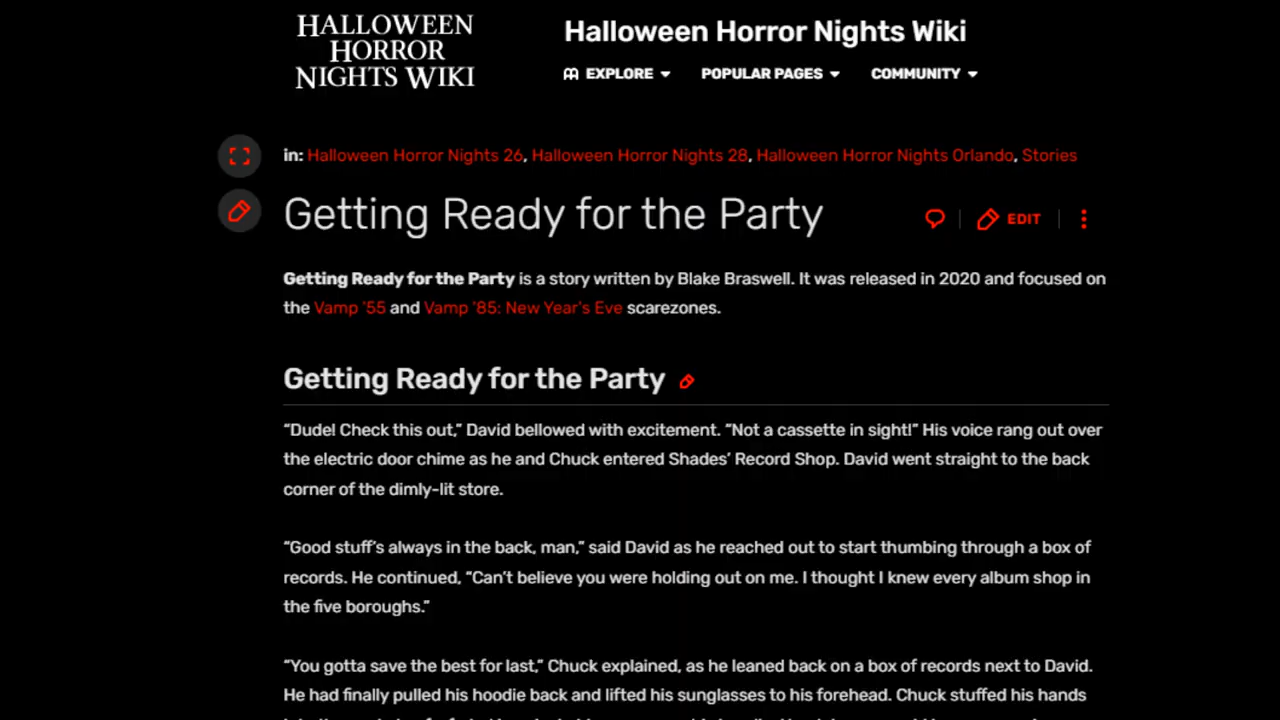 HALLOWEEN
HORROR
NIGHTS WIKI
Halloween Horror Nights Wiki
EXPLORE
POPULAR PAGES
COMMUNITY
in: Halloween Horror Nights 26, Halloween Horror Nights 28, Halloween Horror Nights Orlando, Stories
Getting Ready for the Party
EDIT
Getting Ready for the Party is a story written by Blake Braswell. It was released in 2020 and focused on
the Vamp '55 and Vamp '85: New Year's Eve scarezones.
Getting Ready for the Party
“Dude! Check this out,” David bellowed with excitement. “Not a cassette in sight!” His voice rang out over
the electric door chime as he and Chuck entered Shades’ Record Shop. David went straight to the back
corner of the dimly-lit store.
“Good stuff’s always in the back, man,” said David as he reached out to start thumbing through a box of
records. He continued, “Can’t believe you were holding out on me. I thought I knew every album shop in
the five boroughs.”
“You gotta save the best for last,” Chuck explained, as he leaned back on a box of records next to David.
He had finally pulled his hoodie back and lifted his sunglasses to his forehead. Chuck stuffed his hands